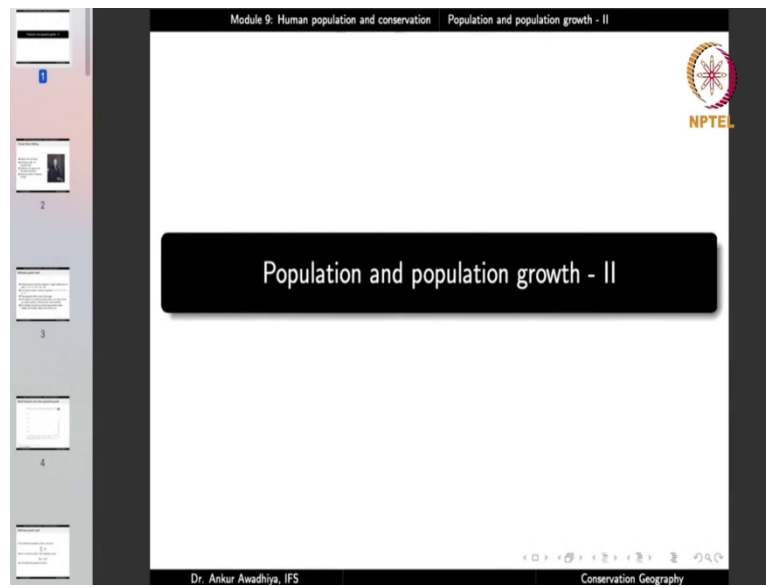 Module 9: Human population and conservation Population and population growth - II
NPTEL
Population and population growth - II
1
2
3
4
Dr. Ankur Awadhiya, IFS Conservation Geography